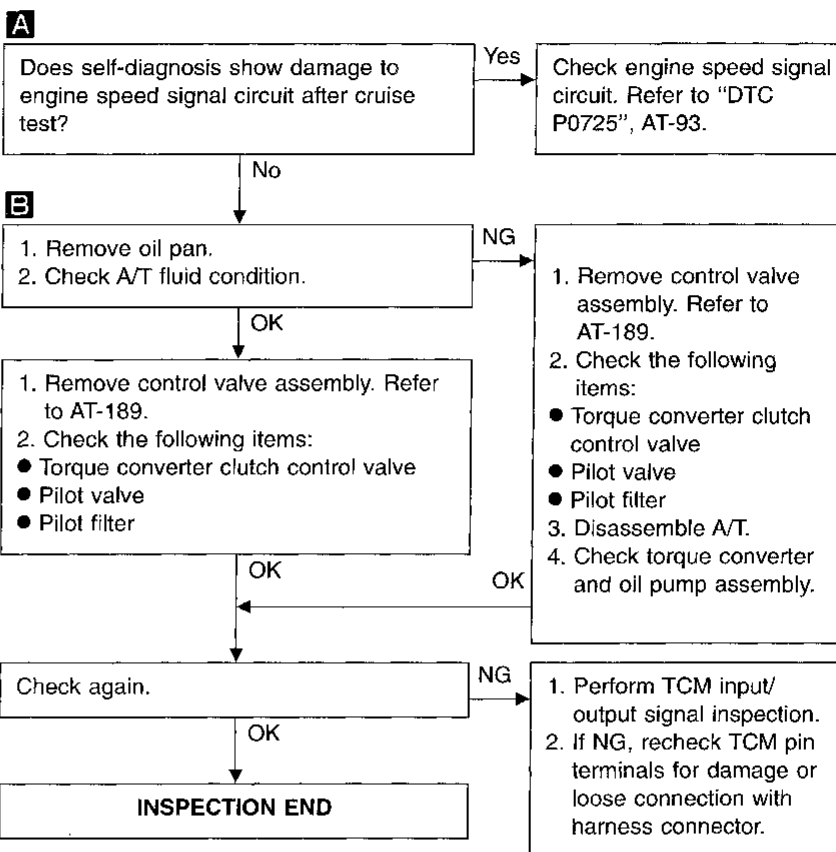 A
Does self-diagnosis show damage to
engine speed signal circuit after cruise
test?
Yes
Check engine speed signal
circuit. Refer to "DTC
P0725", AT-93.
No
B
1. Remove oil pan.
2. Check A/T fluid condition.
NG
1. Remove control valve
assembly. Refer to
AT-189.
2. Check the following
items:
● Torque converter clutch
control valve
● Pilot valve
● Pilot filter
3. Disassemble A/T.
4. Check torque converter
and oil pump assembly.
OK
1. Remove control valve assembly. Refer
to AT-189.
2. Check the following items:
● Torque converter clutch control valve
● Pilot valve
● Pilot filter
OK
OK
Check again.
NG
1. Perform TCM input/
output signal inspection.
2. If NG, recheck TCM pin
terminals for damage or
loose connection with
harness connector.
OK
INSPECTION END